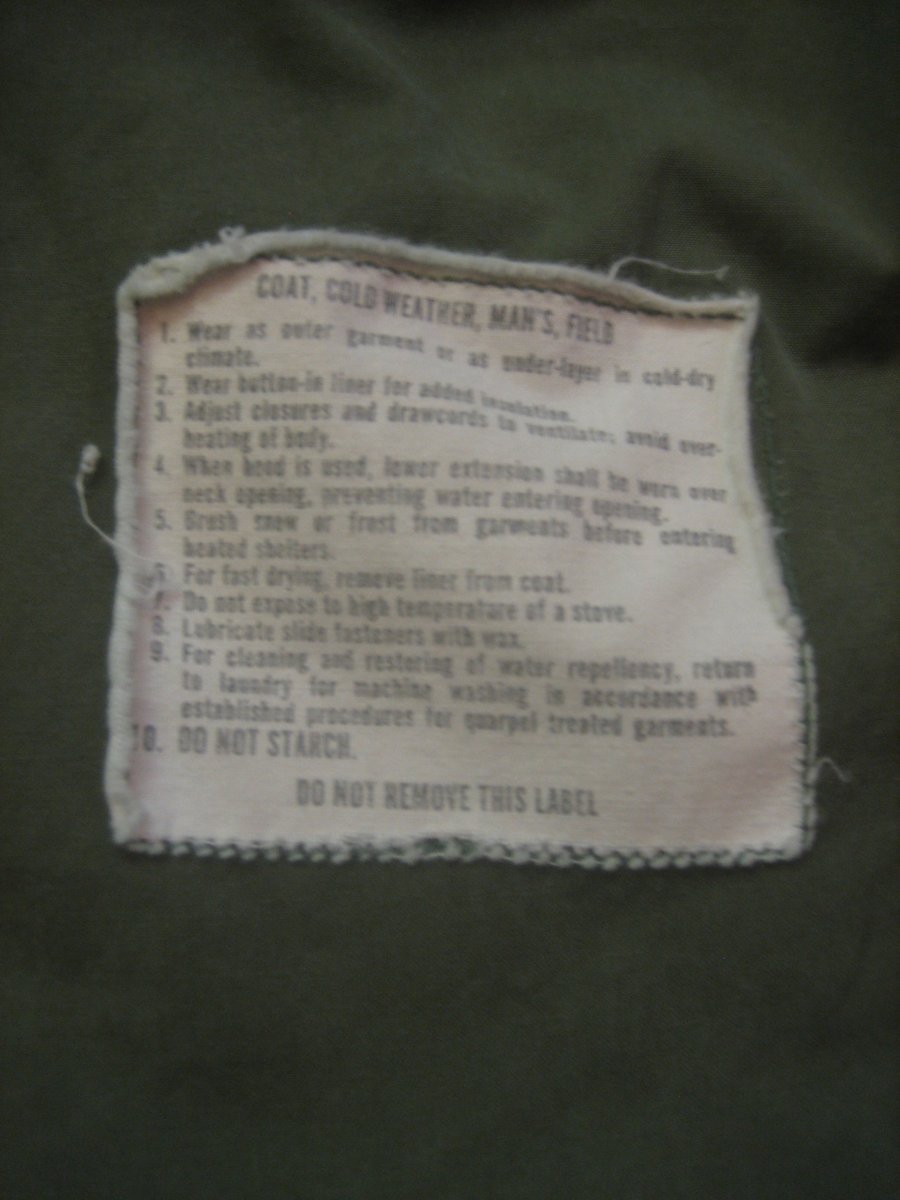 COAT, COLD WEATHER, MAN'S, FIELD
1. Wear as outer garment or as under-layer in cold-dry
climate.
2. Wear button-in liner for added insulation.
3. Adjust closures and drawcords to ventilate; avoid over-
heating of body.
4. When hood is used, lower extension shall be worn over
neck opening, preventing water entering opening.
5. Brush snow or frost from garments before entering
heated shelters.
6. For fast drying, remove liner from coat.
7. Do not expose to high temperature of a stove.
8. Lubricate slide fasteners with wax.
9. For cleaning and restoring of water repellency, return
to laundry for machine washing in accordance with
established procedures for quarpel treated garments.
10. DO NOT STARCH.
DO NOT REMOVE THIS LABEL